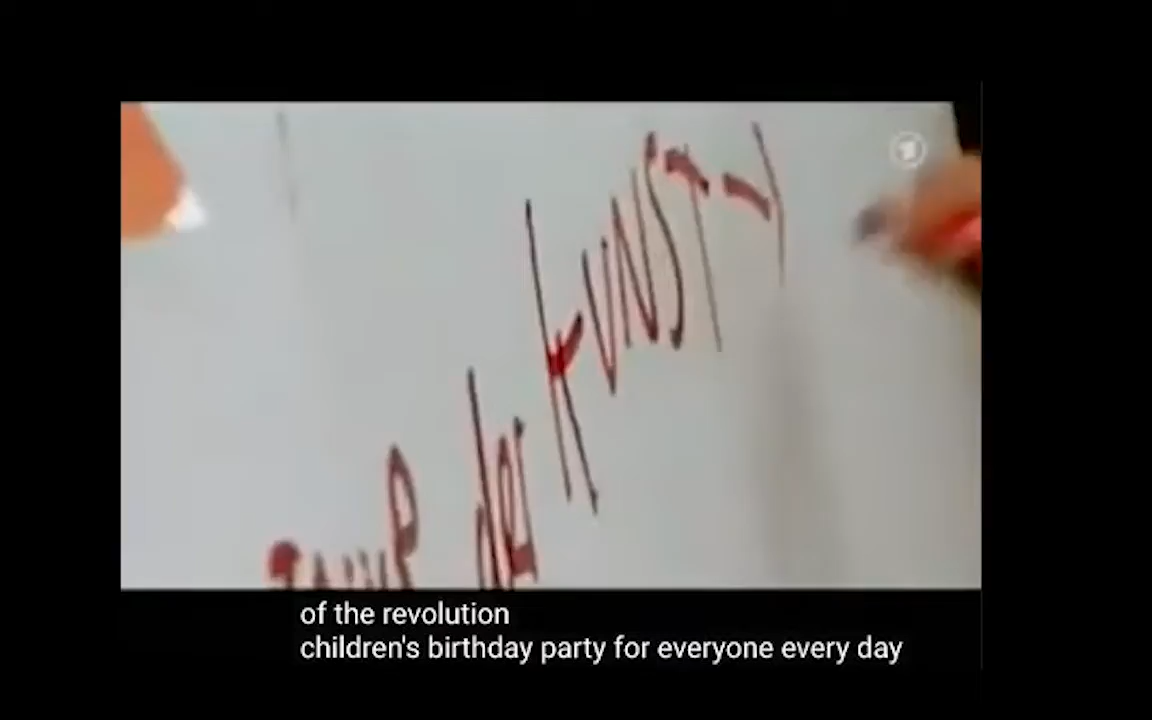 der KUNST-
of the revolution
children's birthday party for everyone every day